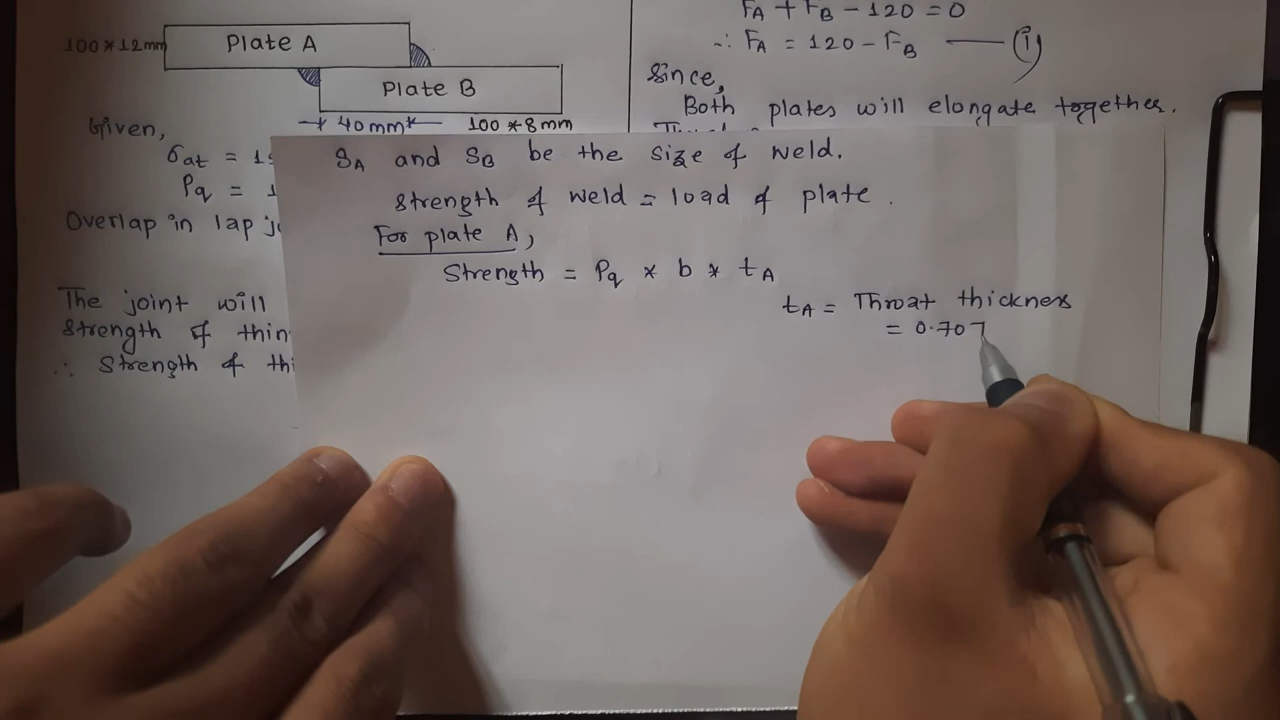 100*12mm
Plate A
Plate B
40mm
100*8mm
Given,
σat = 1
Pq = 1
Overlap in lap
The joint will
Strength of
∴ Strength of
FA + FB - 120 = 0
∴ FA = 120 - FB —— (i)
Since,
Both plates will elongate together.
SA and SB be the size of weld.
Strength of weld = load of plate.
For plate A,
Strength = Pq * b * tA
tA = Throat thickness
= 0.707